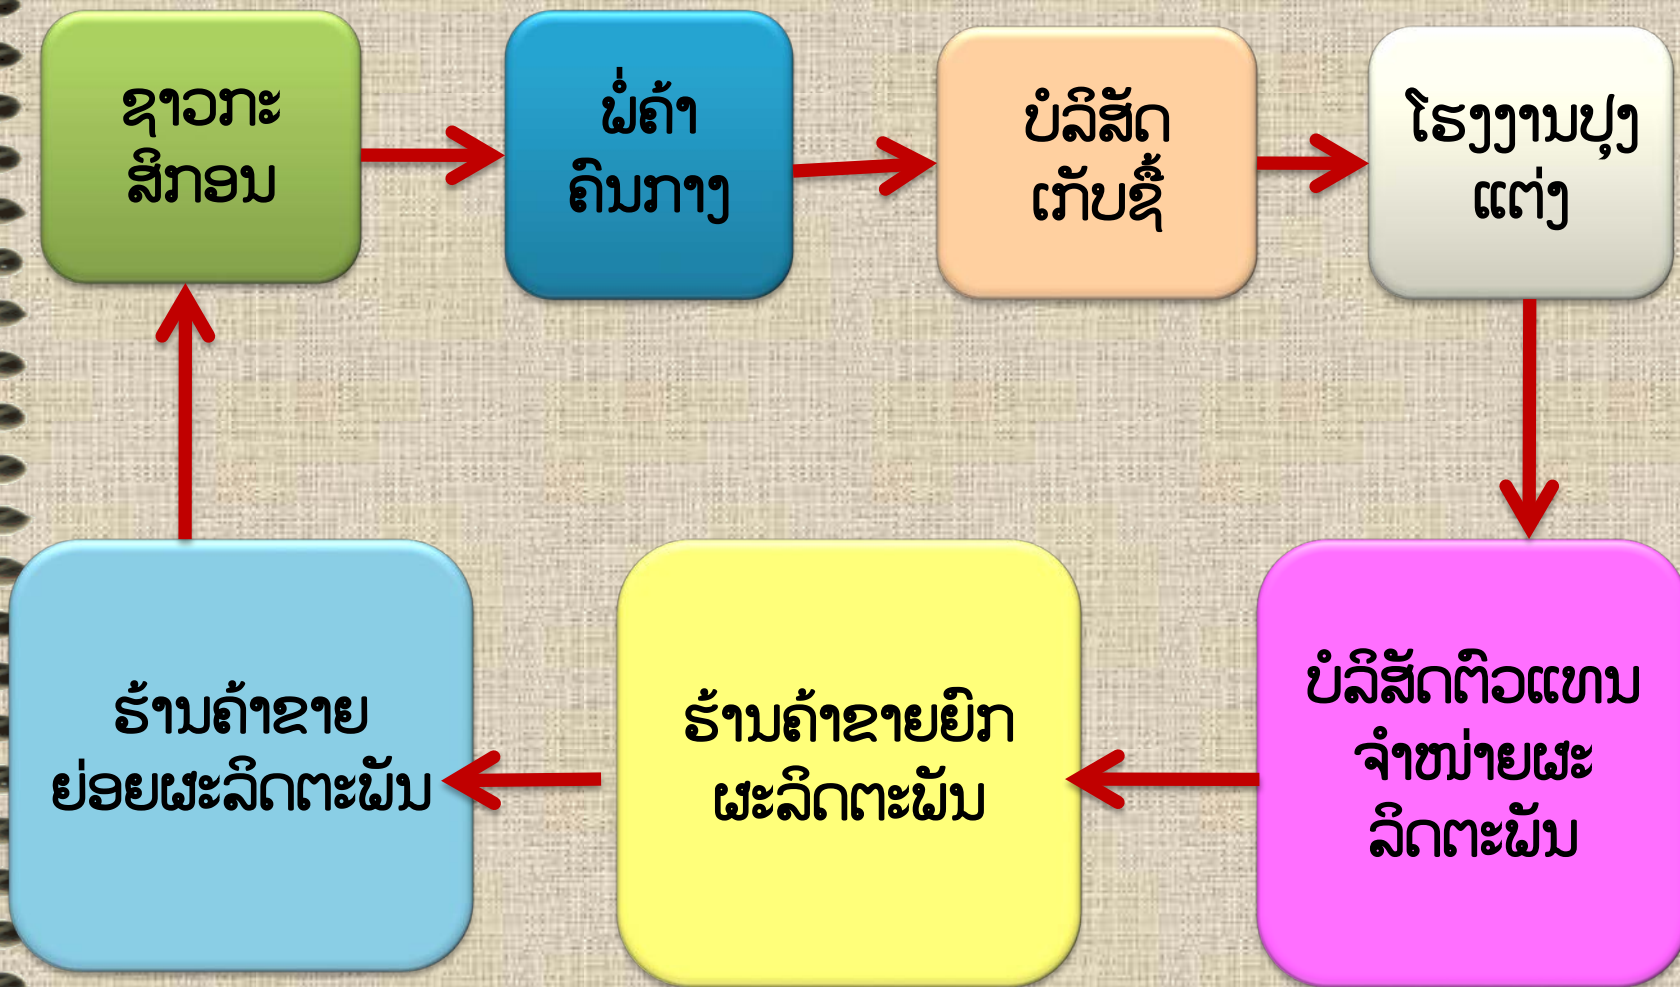 ຊາວກະ
ສິກອນ
ພໍ່ຄ້າ
ຄົນກາງ
ບໍລິສັດ
ເກັບຊື້
ໂຮງງານປຸງ
ແຕ່ງ
ບໍລິສັດຕົວແທນ
ຈຳໜ່າຍຜະ
ລິດຕະພັນ
ຮ້ານຄ້າຂາຍຍົກ
ຜະລິດຕະພັນ
ຮ້ານຄ້າຂາຍ
ຍ່ອຍຜະລິດຕະພັນ